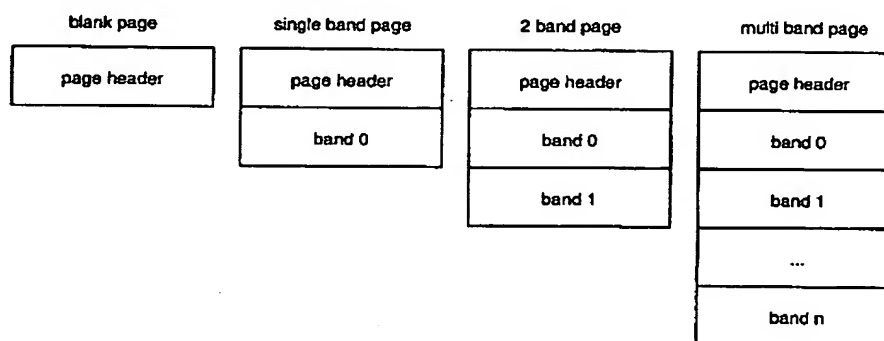 blank page
page header
single band page
page header
band 0
2 band page
page header
band 0
band 1
multi band page
page header
band 0
band 1
...
band n